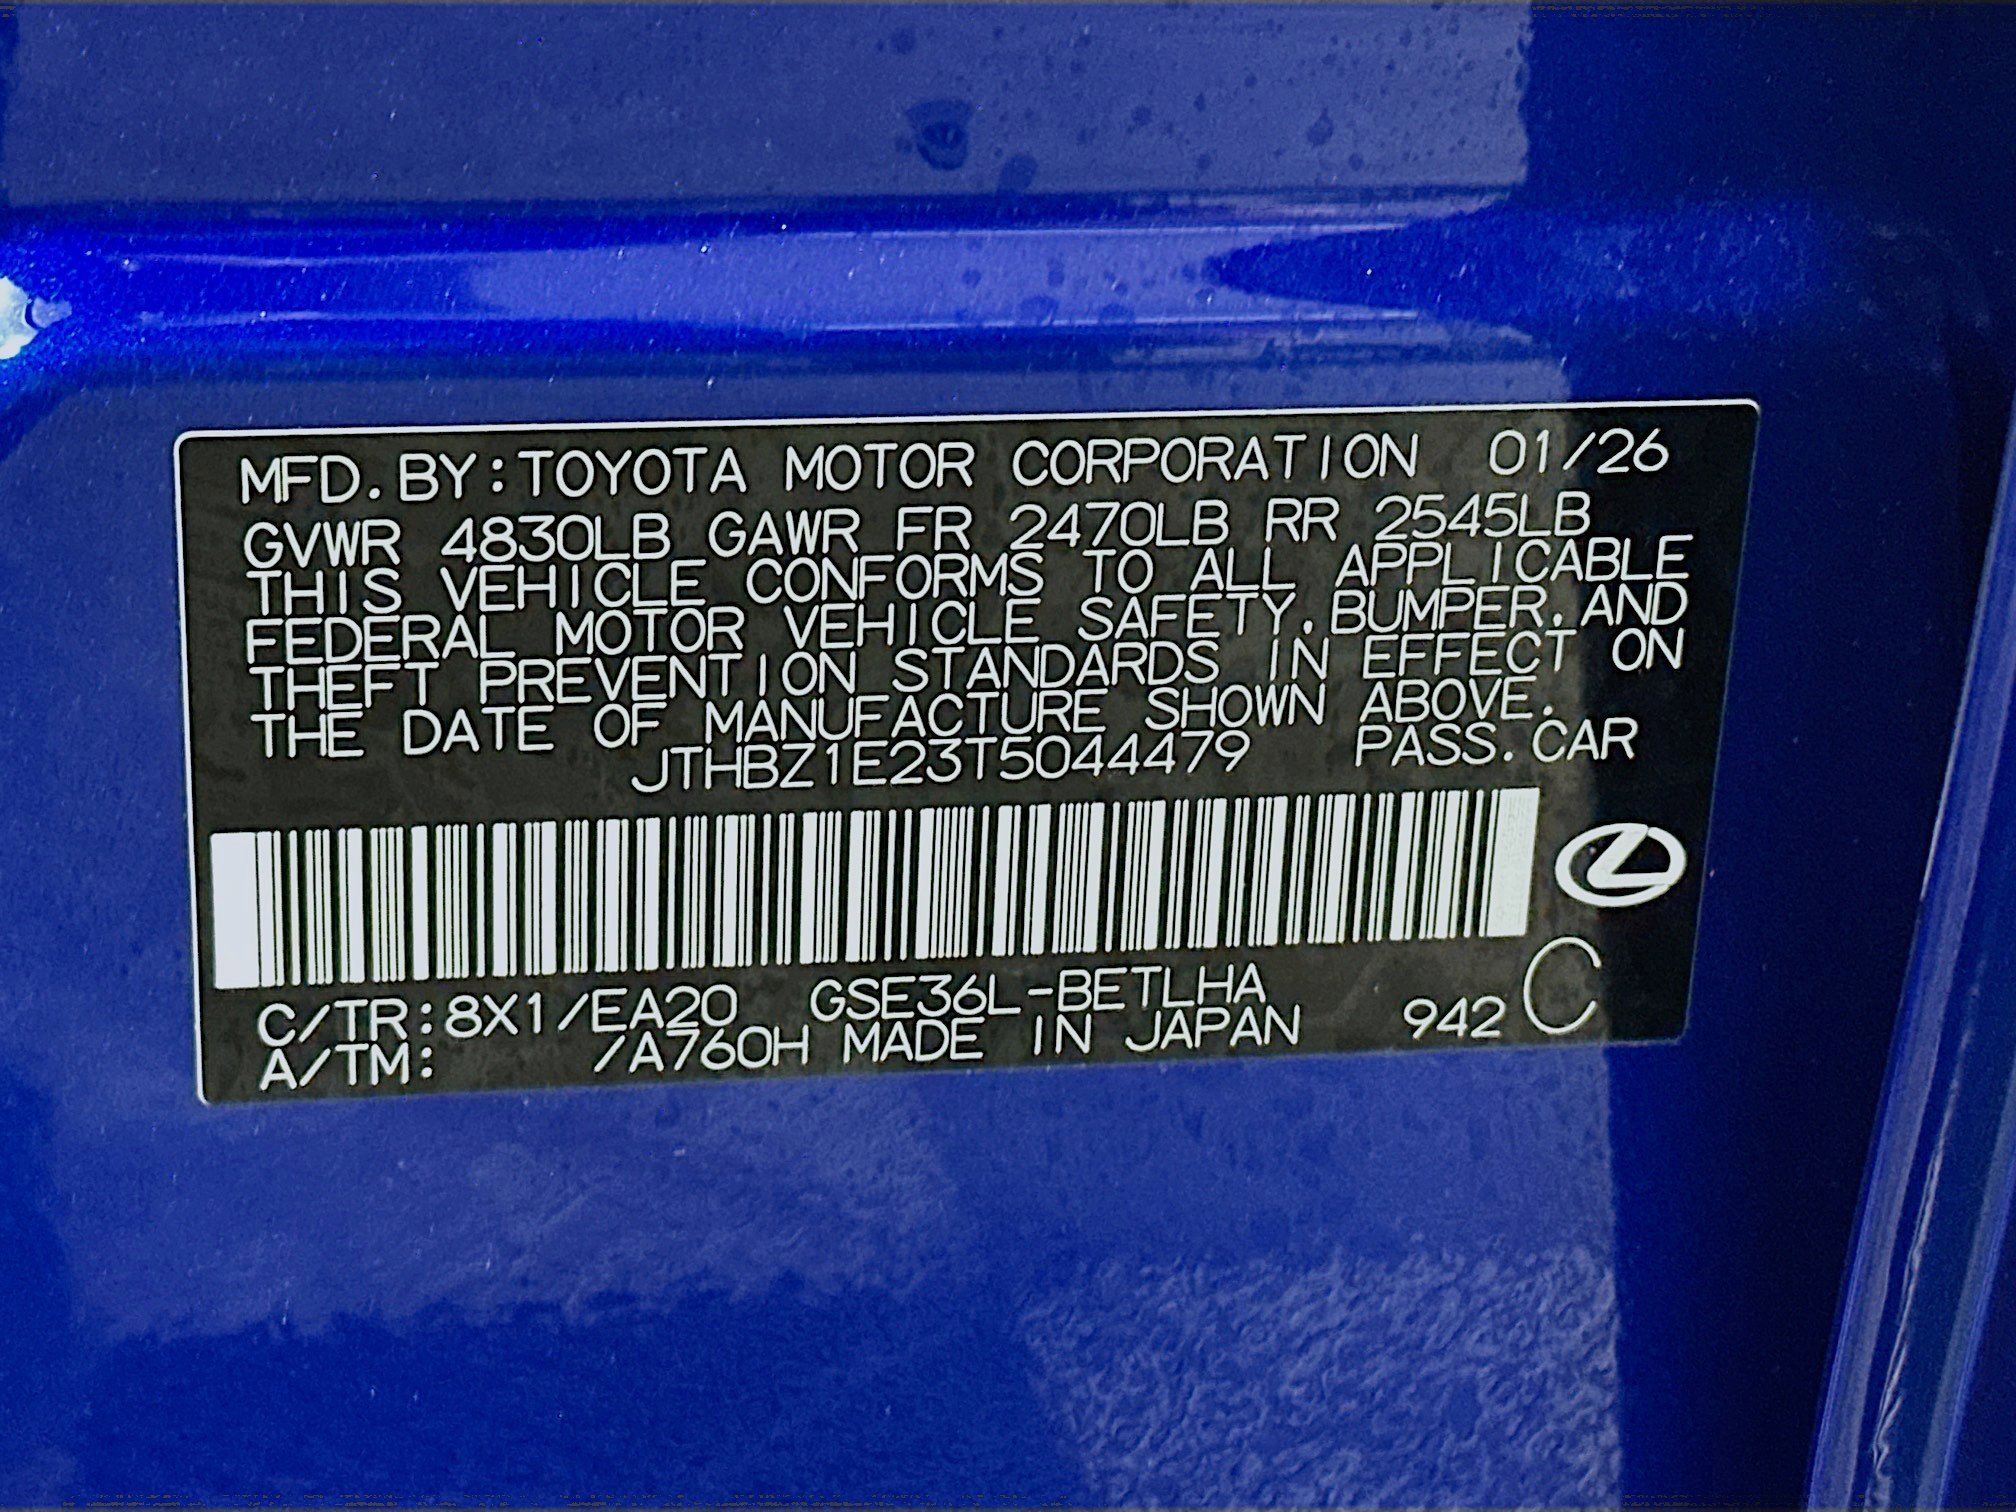 MFD. BY: TOYOTA MOTOR CORPORATION 01/26
GVWR 4830LB GAWR FR 2470LB RR 2545LB
THIS VEHICLE CONFORMS TO ALL APPLICABLE
FEDERAL MOTOR VEHICLE SAFETY, BUMPER, AND
THEFT PREVENTION STANDARDS IN EFFECT ON
THE DATE OF MANUFACTURE SHOWN ABOVE.
JTHBZ1E23T5044479 PASS. CAR
C/TR: 8X1/EA20 GSE36L-BETLHA
A/TM: /A760H MADE IN JAPAN 942 C